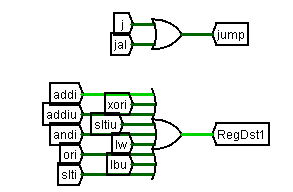 j
jal
jump
addi
xori
addiu
sltiu
andi
RegDst1
lw
ori
lbu
slti